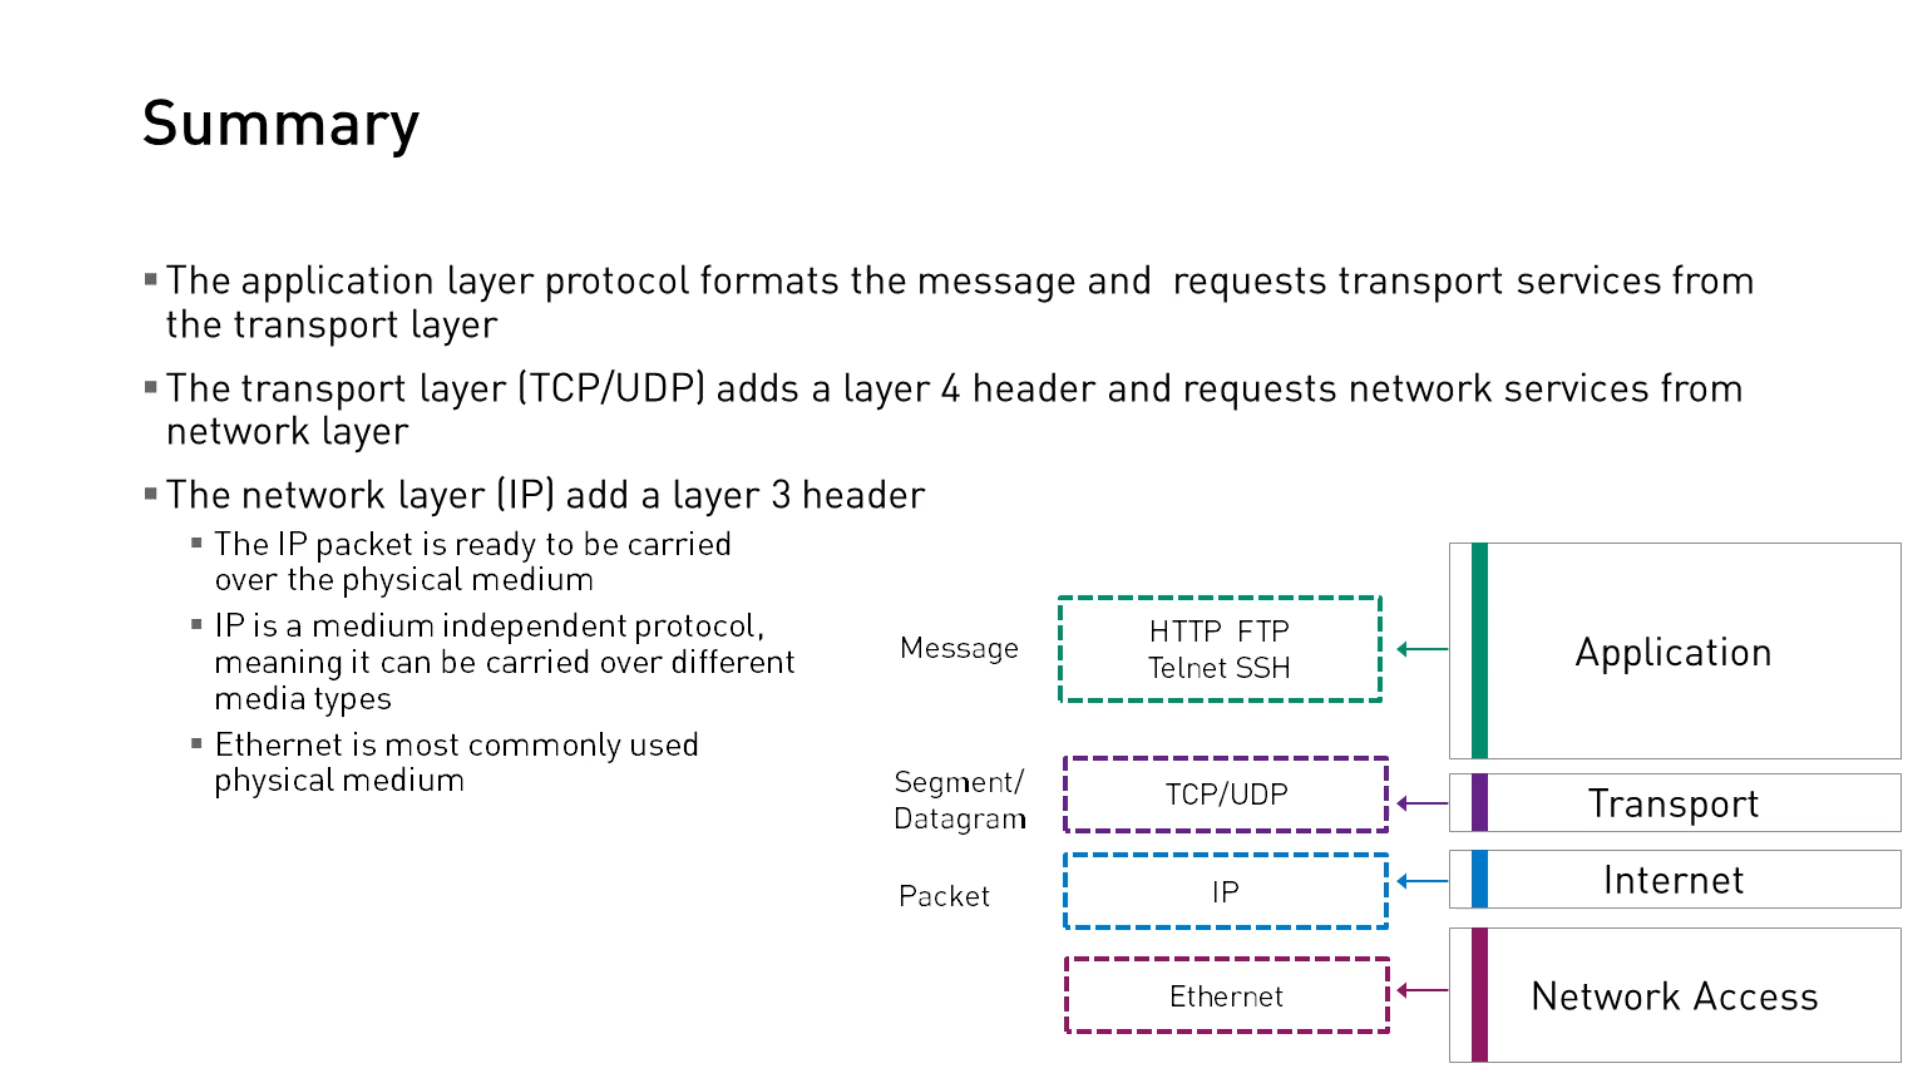 Summary
▪ The application layer protocol formats the message and  requests transport services from
the transport layer
▪ The transport layer (TCP/UDP) adds a layer 4 header and requests network services from
network layer
▪ The network layer (IP) add a layer 3 header
▪ The IP packet is ready to be carried
over the physical medium
▪ IP is a medium independent protocol,
meaning it can be carried over different
media types
▪ Ethernet is most commonly used
physical medium
Message
HTTP  FTP
Telnet SSH
Application
Segment/
Datagram
TCP/UDP
Transport
Packet
IP
Internet
Ethernet
Network Access